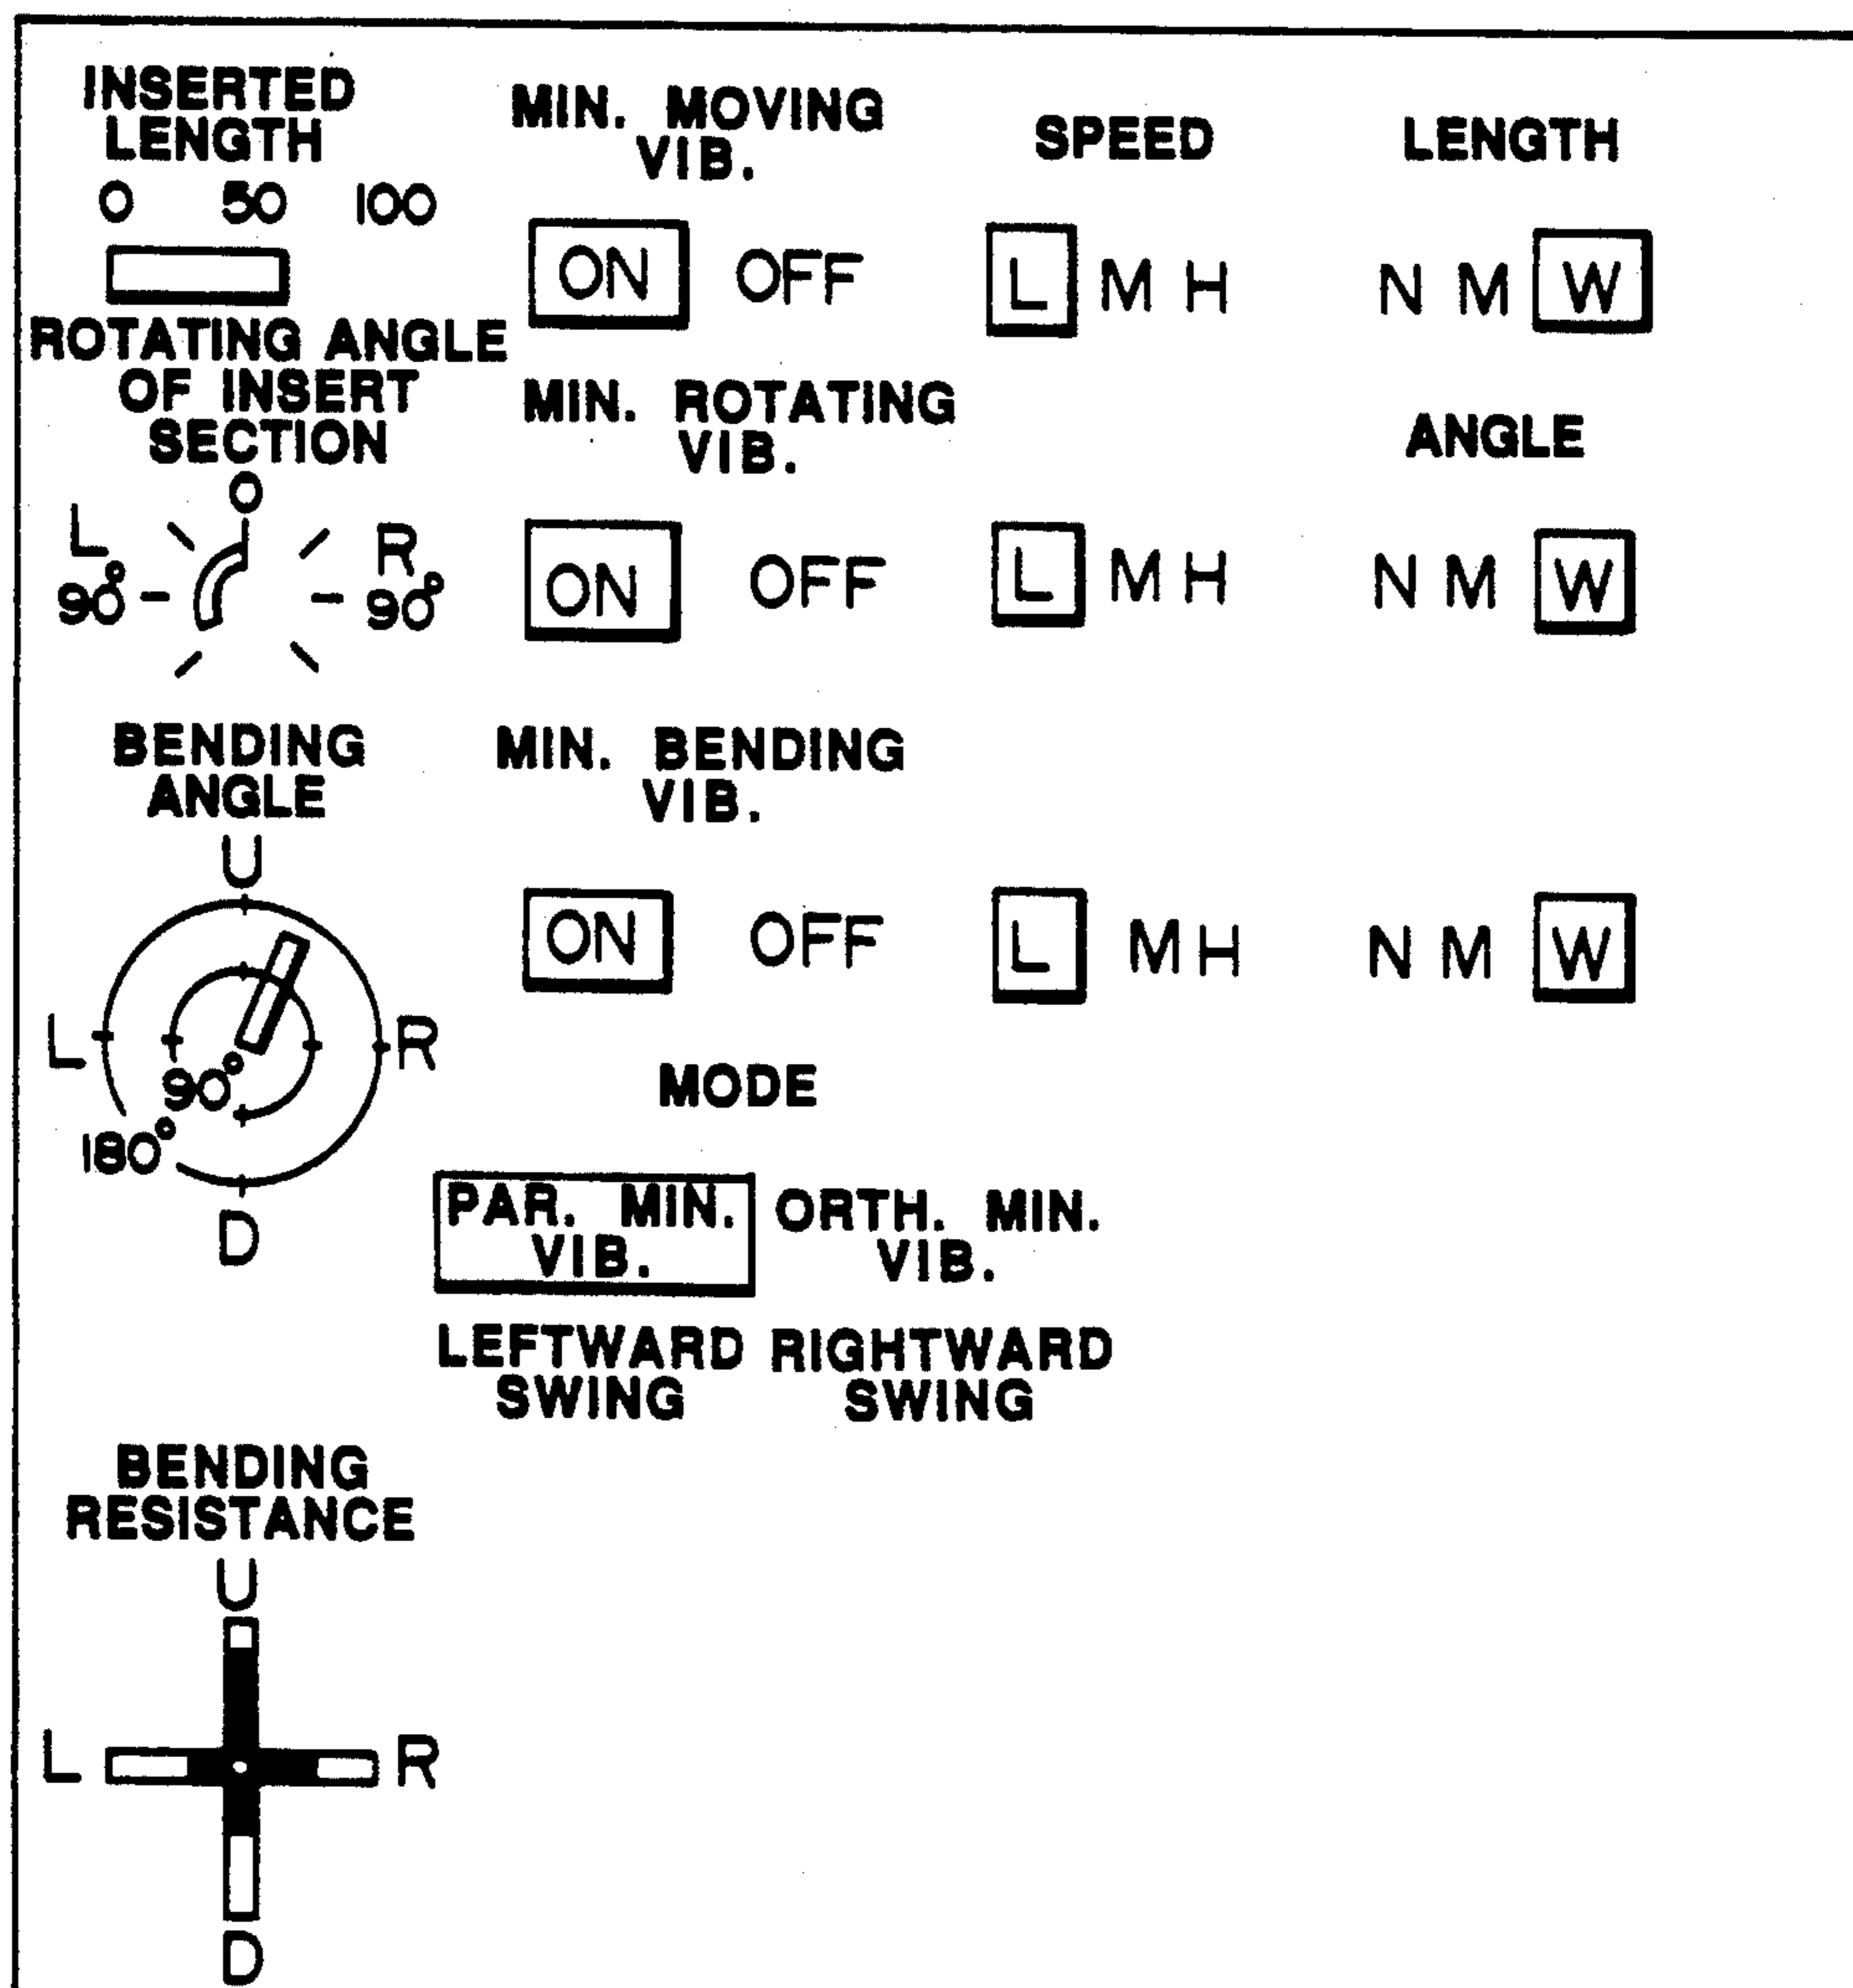 INSERTED
LENGTH
0 50 100
MIN. MOVING
VIB.
SPEED
LENGTH
ON OFF
L M H
N M W
ROTATING ANGLE
OF INSERT
SECTION
O
L
90°
R
90°
MIN. ROTATING
VIB.
ANGLE
ON OFF
L M H
N M W
BENDING
ANGLE
U
L
R
90°
180°
D
MIN. BENDING
VIB.
ON OFF
L M H
N M W
MODE
PAR. MIN.
VIB.
ORTH. MIN.
VIB.
LEFTWARD
SWING
RIGHTWARD
SWING
BENDING
RESISTANCE
U
L
R
D